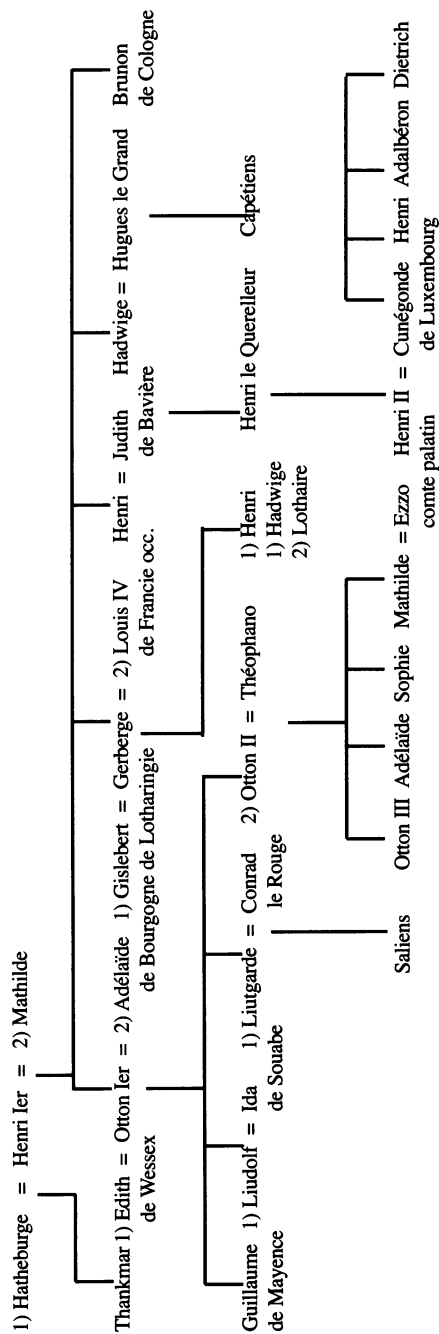 1) Hatheburge = Henri Ier = 2) Mathilde
Thankmar 1) Edith = Otton Ier = 2) Adélaïde 1) Gislebert = Gerberge = 2) Louis IV Henri = Judith Hadwige = Hugues le Grand Brunon
de Wessex de Bourgogne de Lotharingie de Francie occ. de Bavière de Cologne
Guillaume 1) Liudolf = Ida 1) Liutgarde = Conrad 2) Otton II = Théophano 1) Henri Henri le Querelleur Capétiens
de Mayence de Souabe le Rouge 1) Hadwige
2) Lothaire
Saliens Otton III Adélaïde Sophie Mathilde = Ezzo Henri II = Cunégonde Henri Adalbéron Dietrich
comte palatin de Luxembourg